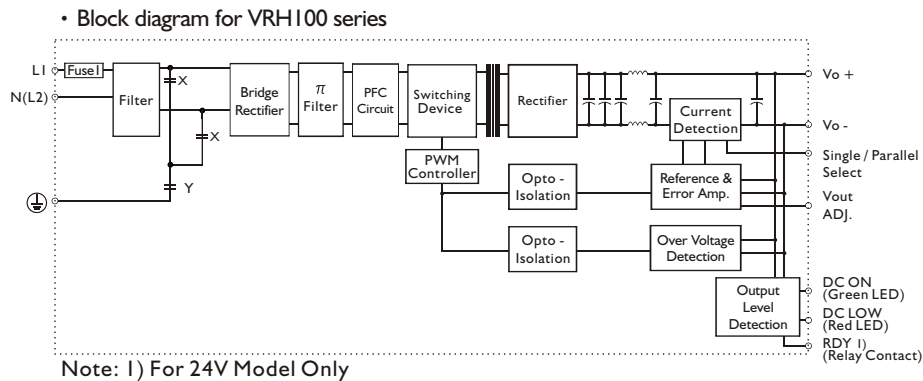 • Block diagram for VRH100 series
L1
Fuse1
N(L2)
Filter
X
X
Y
Bridge
Rectifier
π
Filter
PFC
Circuit
Switching
Device
PWM
Controller
Rectifier
Current
Detection
Opto -
Isolation
Reference &
Error Amp.
Opto -
Isolation
Over Voltage
Detection
Output
Level
Detection
Vo +
Vo -
Single / Parallel
Select
Vout
ADJ.
DC ON
(Green LED)
DC LOW
(Red LED)
RDY 1)
(Relay Contact)
Note: 1) For 24V Model Only